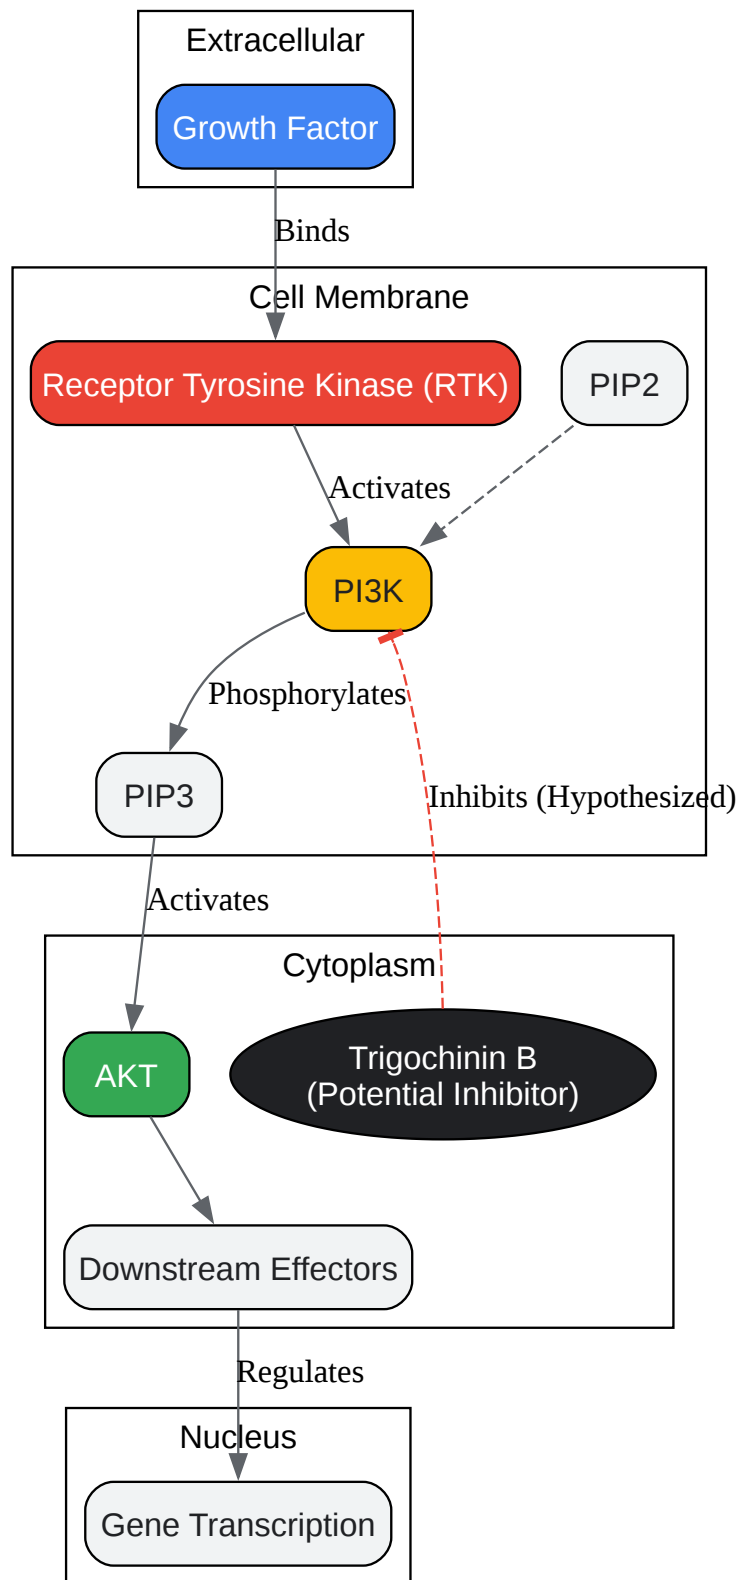 Extracellular
Growth Factor
Binds
Cell Membrane
Receptor Tyrosine Kinase (RTK)
PIP2
Activates
PI3K
Phosphorylates
PIP3
Inhibits (Hypothesized)
Activates
Cytoplasm
AKT
Trigochinin B
(Potential Inhibitor)
Downstream Effectors
Regulates
Nucleus
Gene Transcription